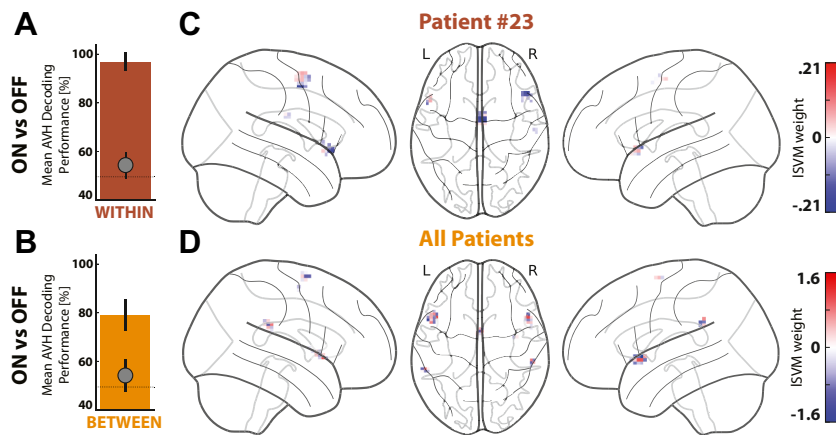 A
ON vs OFF
Mean AVH Decoding
Performance [%]
100
80
60
40
WITHIN
C
Patient #23
L
R
.21
0
-.21
lSVM weight
B
ON vs OFF
Mean AVH Decoding
Performance [%]
100
80
60
40
BETWEEN
D
All Patients
L
R
1.6
0
-1.6
lSVM weight